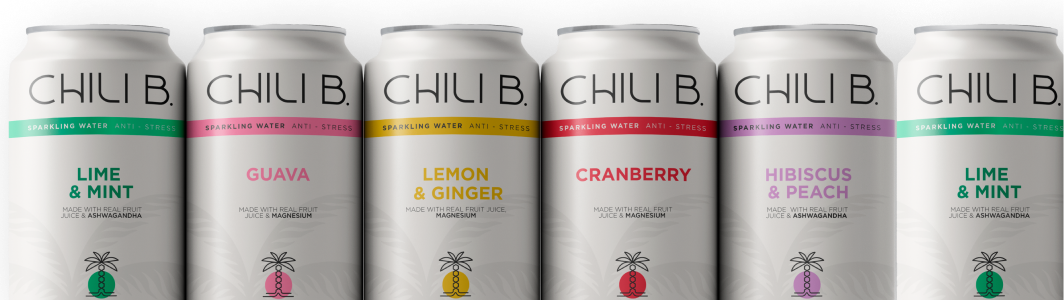 CHILI B.
SPARKLING WATER ANTI - STRESS
LIME
& MINT
MADE WITH REAL FRUIT
JUICE & ASHWAGANDHA
CHILI B.
SPARKLING WATER ANTI - STRESS
GUAVA
MADE WITH REAL FRUIT
JUICE & MAGNESIUM
CHILI B.
SPARKLING WATER ANTI - STRESS
LEMON
& GINGER
MADE WITH REAL FRUIT JUICE,
MAGNESIUM
CHILI B.
SPARKLING WATER ANTI - STRESS
CRANBERRY
MADE WITH REAL FRUIT
JUICE & MAGNESIUM
CHILI B.
SPARKLING WATER ANTI - STRESS
HIBISCUS
& PEACH
MADE WITH REAL FRUIT
JUICE & ASHWAGANDHA
CHILI B.
SPARKLING WATER ANTI - STRESS
LIME
& MINT
MADE WITH REAL FRUIT
JUICE & ASHWAGANDHA